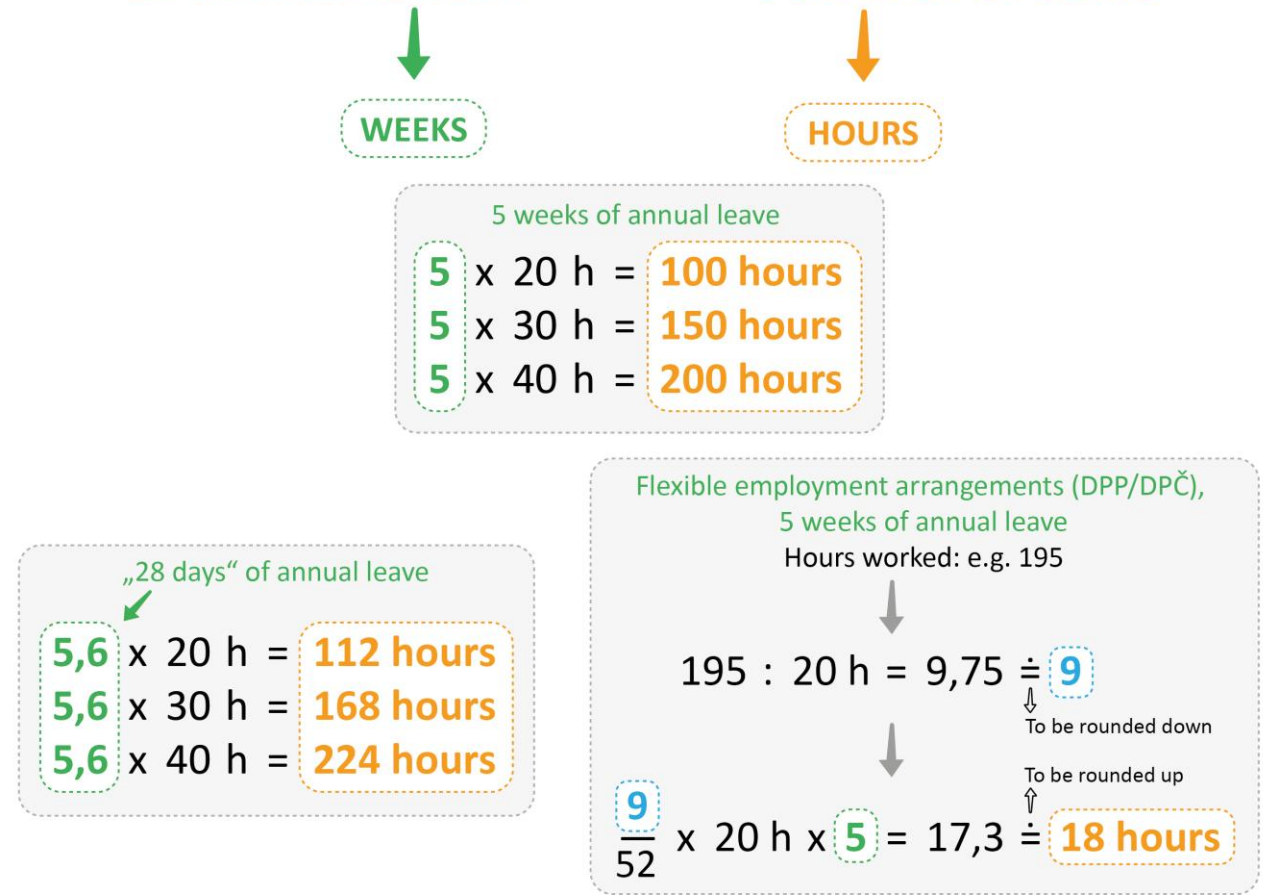 WEEKS
HOURS
5 weeks of annual leave
5 x 20 h = 100 hours
5 x 30 h = 150 hours
5 x 40 h = 200 hours
„28 days“ of annual leave
5,6 x 20 h = 112 hours
5,6 x 30 h = 168 hours
5,6 x 40 h = 224 hours
Flexible employment arrangements (DPP/DPČ),
5 weeks of annual leave
Hours worked: e.g. 195
195 : 20 h = 9,75 ≐ 9
To be rounded down
To be rounded up
9/52 x 20 h x 5 = 17,3 ≐ 18 hours